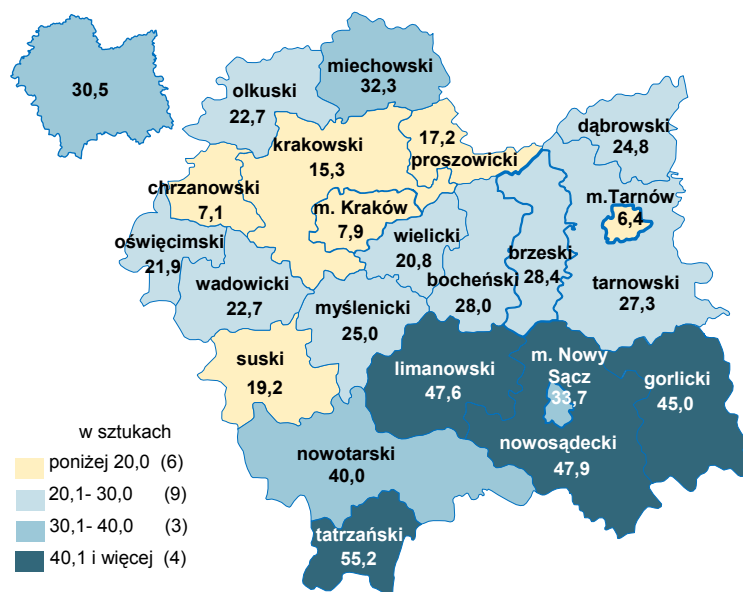 30,5
miechowski
32,3
olkuski
22,7
krakowski
15,3
17,2
proszowicki
dąbrowski
24,8
chrzanowski
7,1
m. Kraków
7,9
m.Tarnów
6,4
oświęcimski
21,9
wielicki
20,8
brzeski
28,4
wadowicki
22,7
bocheński
28,0
tarnowski
27,3
myślenicki
25,0
suski
19,2
limanowski
47,6
m. Nowy
Sącz
33,7
gorlicki
45,0
nowosądecki
47,9
nowotarski
40,0
tatrzański
55,2
w sztukach
poniżej 20,0 (6)
20,1- 30,0 (9)
30,1- 40,0 (3)
40,1 i więcej (4)